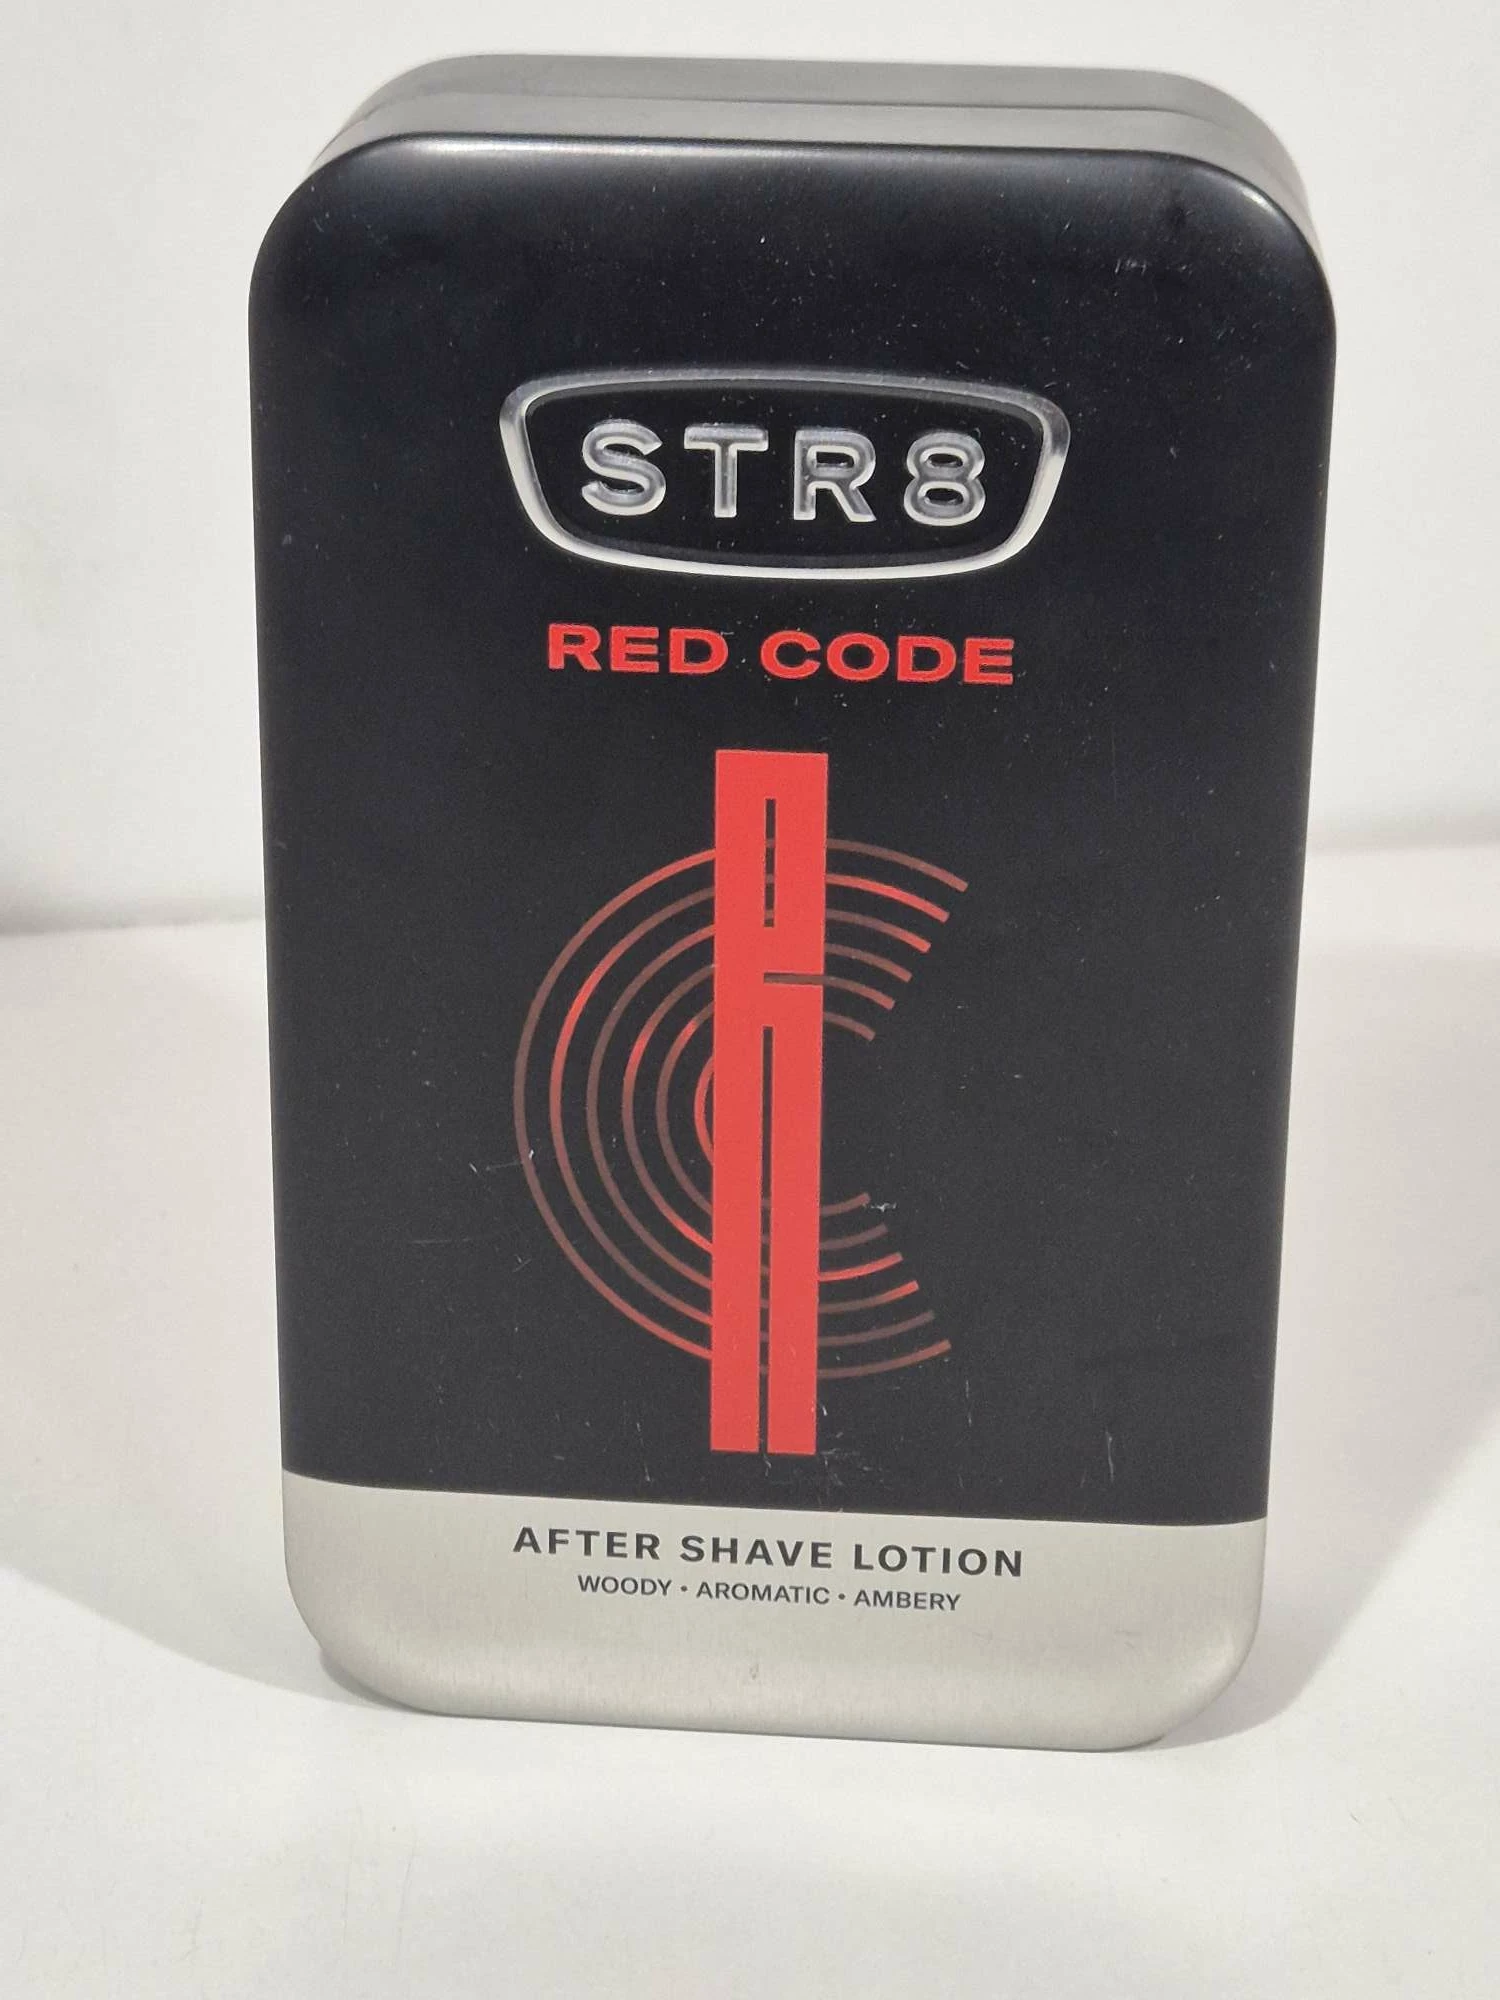 STR8
RED CODE
AFTER SHAVE LOTION
WOODY • AROMATIC • AMBERY